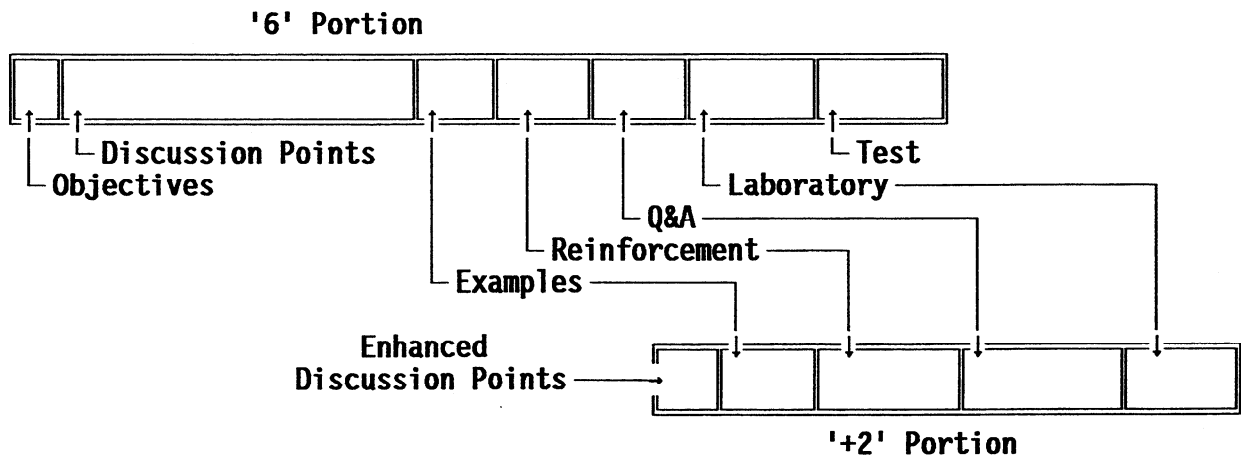 '6' Portion
Discussion Points
Test
Objectives
Laboratory
Q&A
Reinforcement
Examples
Enhanced
Discussion Points
'+2' Portion